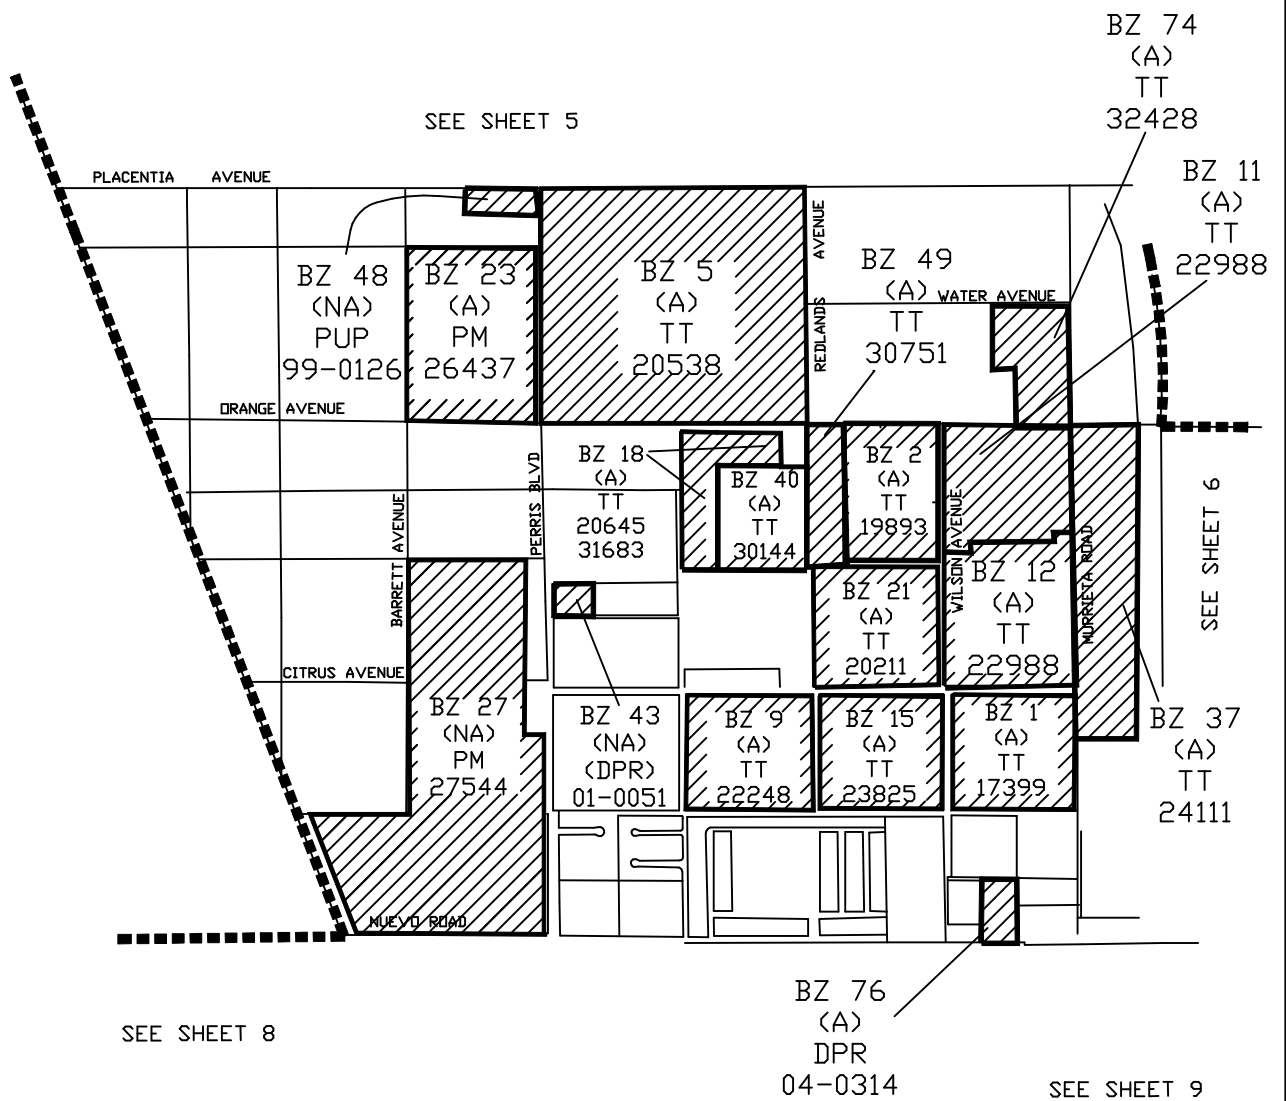 BZ 74
(A)
TT
32428
SEE SHEET 5
BZ 11
(A)
TT
22988
PLACENTIA AVENUE
REDLANDS AVENUE
BZ 48
(NA)
PUP
99-0126
BZ 23
(A)
PM
26437
BZ 5
(A)
TT
20538
BZ 49
(A)
TT
30751
WATER AVENUE
ORANGE AVENUE
BZ 18
(A)
TT
20645
31683
BZ 40
(A)
TT
30144
BZ 2
(A)
TT
19893
PERRIS BLVD
BARRETT AVENUE
WILSON AVENUE
MURRIETA ROAD
SEE SHEET 6
BZ 21
(A)
TT
20211
BZ 12
(A)
TT
22988
CITRUS AVENUE
BZ 27
(NA)
PM
27544
BZ 43
(NA)
(DPR)
01-0051
BZ 9
(A)
TT
22248
BZ 15
(A)
TT
23825
BZ 1
(A)
TT
17399
BZ 37
(A)
TT
24111
NUEVO ROAD
BZ 76
(A)
DPR
04-0314
SEE SHEET 8
SEE SHEET 9